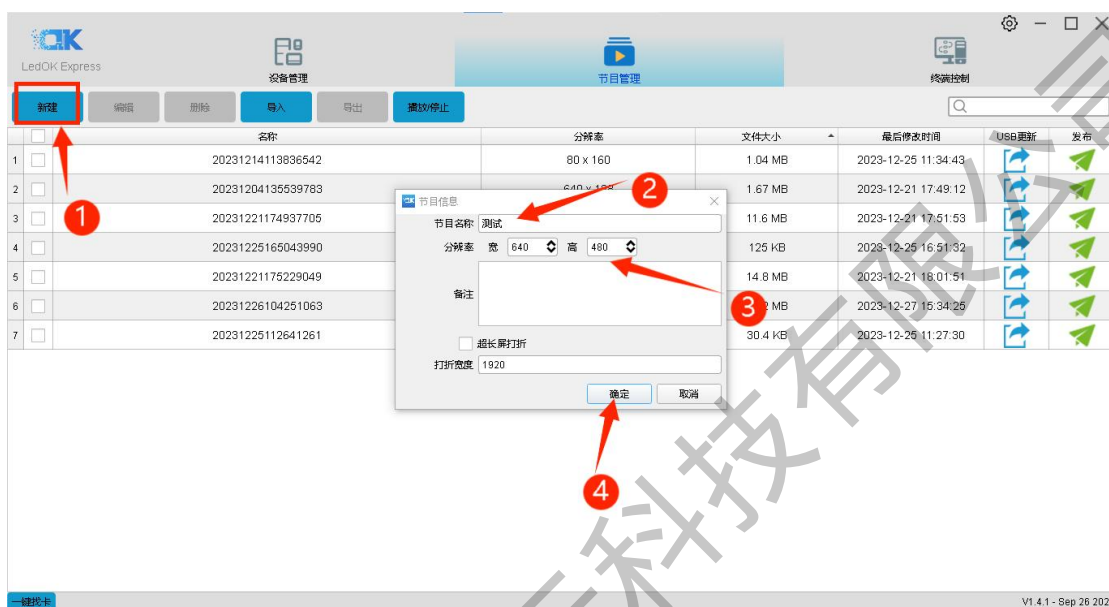 LedOK Express
设备管理
节目管理
终端控制
新建 编辑 删除 导入 导出 播放/停止
名称 分辨率 文件大小 最后修改时间 USB更新 发布
1 20231214113836542 80 x 160 1.04 MB 2023-12-25 11:34:43
2 20231204135539783 1.67 MB 2023-12-21 17:49:12
3 20231221174937705 11.6 MB 2023-12-21 17:51:53
4 20231225165043990 125 KB 2023-12-25 16:51:32
5 20231221175229049 14.8 MB 2023-12-21 18:01:51
6 20231226104251063 MB 2023-12-27 15:34:25
7 20231225112641261 30.4 KB 2023-12-25 11:27:30
节目信息
节目名称 测试
分辨率 宽 640 高 480
备注
超长屏打折
打折宽度 1920
确定 取消
1
2
3
4
一键找卡
V1.4.1 - Sep 26 202
科技有限公司